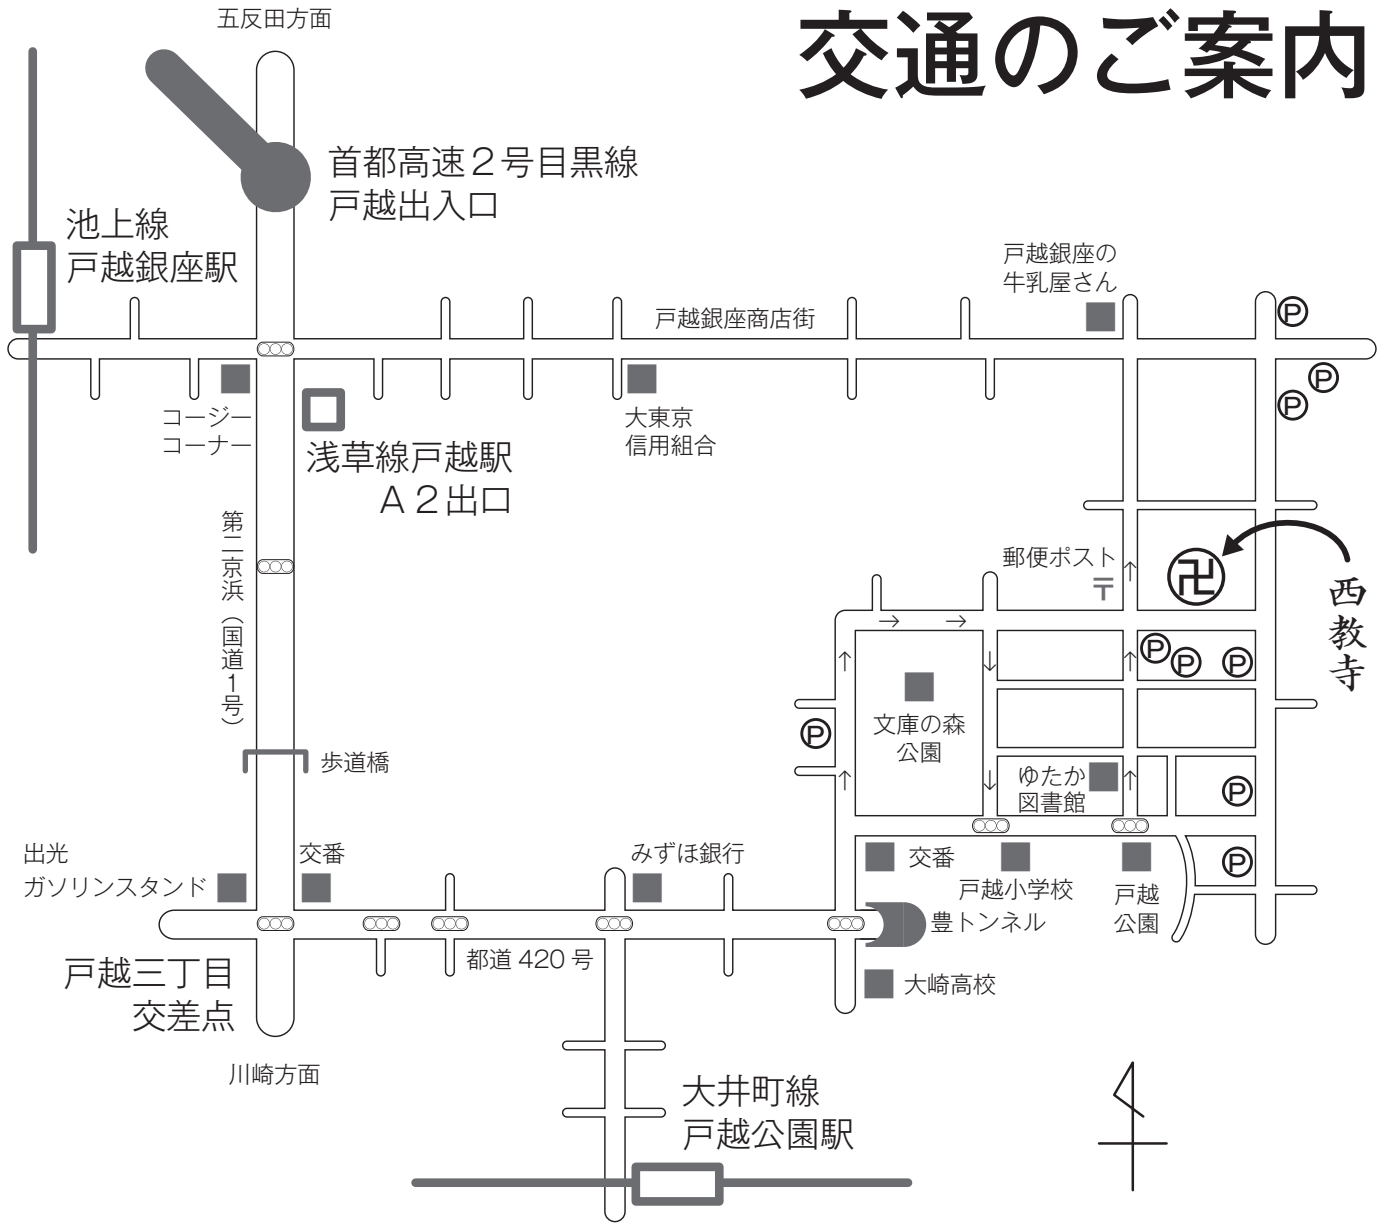 五反田方面
交通のご案内
首都高速２号目黒線
戸越出入口
池上線
戸越銀座駅
戸越銀座の
牛乳屋さん
戸越銀座商店街
P
P
P
コージー
コーナー
大東京
信用組合
浅草線戸越駅
Ａ２出口
第二京浜（国道１号）
郵便ポスト
〒
卍
西教寺
P
P
P
P
文庫の森
公園
歩道橋
ゆたか
図書館
P
出光
ガソリンスタンド
交番
みずほ銀行
交番
戸越小学校
戸越
公園
P
豊トンネル
都道 420 号
戸越三丁目
交差点
大崎高校
川崎方面
大井町線
戸越公園駅